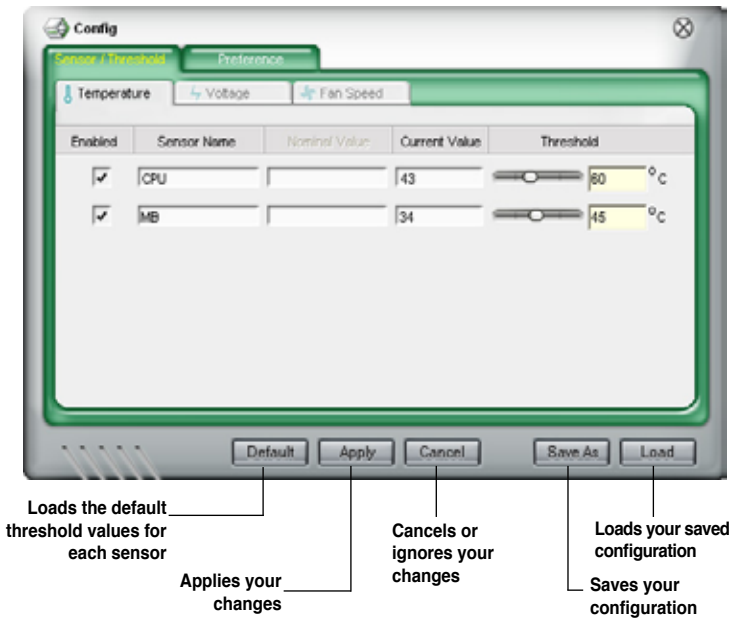 Config
Sensor / Threshold Preference
Temperature Voltage Fan Speed
Enabled Sensor Name Nominal Value Current Value Threshold
CPU 43 60 °C
MB 34 45 °C
Default Apply Cancel Save As Load
Loads the default
threshold values for
each sensor
Applies your
changes
Cancels or
ignores your
changes
Saves your
configuration
Loads your saved
configuration